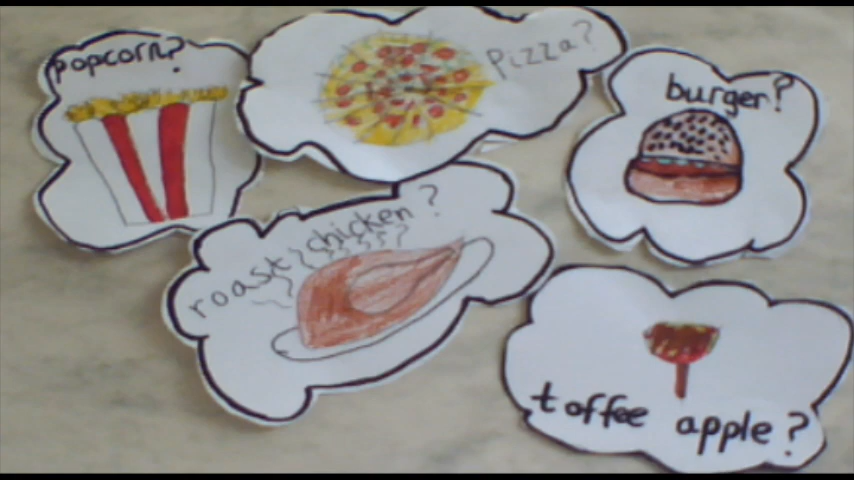 popcorn?
Pizza?
burger?
roast chicken?
toffee apple?